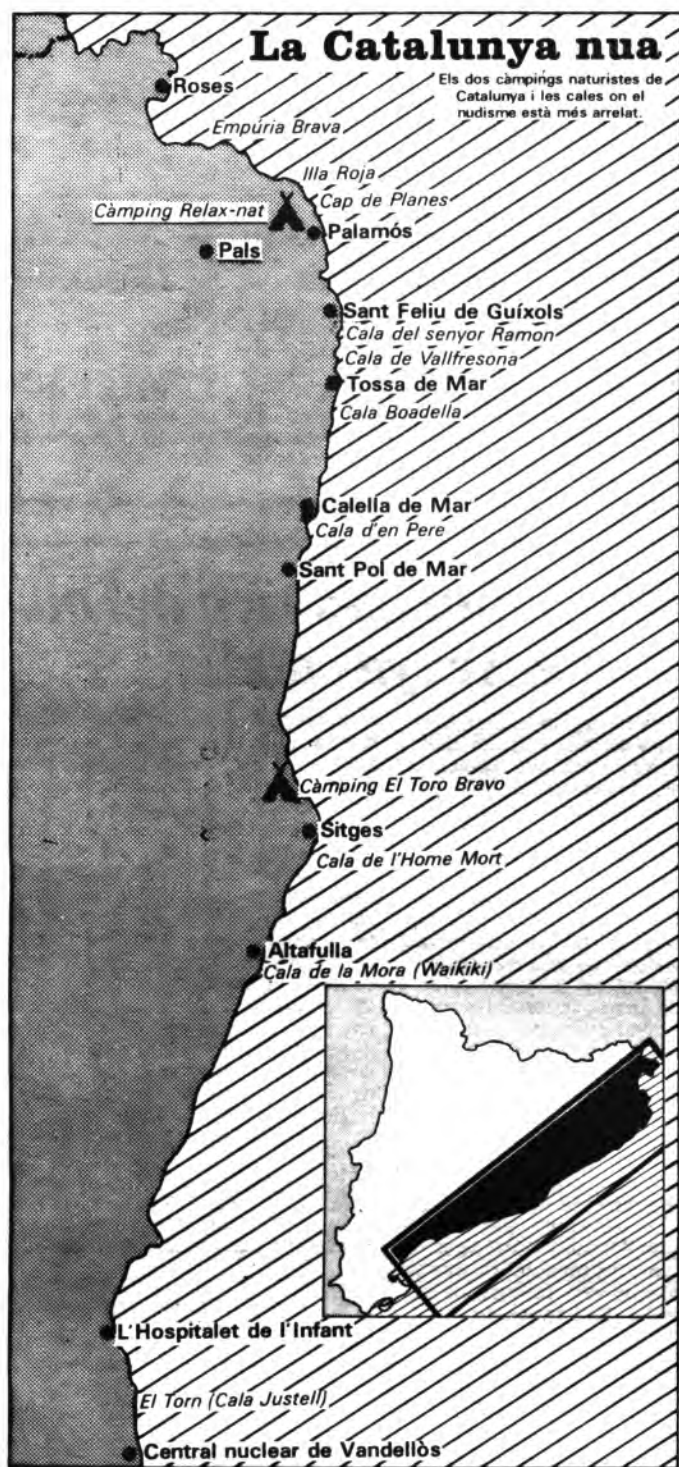 La Catalunya nua
Els dos càmpings naturistes de
Catalunya i les cales on el
nudisme està més arrelat.
Roses
Empúria Brava
Illa Roja
Cap de Planes
Càmping Relax-nat
Palamós
Pals
Sant Feliu de Guíxols
Cala del senyor Ramon
Cala de Vallfresona
Tossa de Mar
Cala Boadella
Calella de Mar
Cala d'en Pere
Sant Pol de Mar
Càmping El Toro Bravo
Sitges
Cala de l'Home Mort
Altafulla
Cala de la Mora (Waikiki)
L'Hospitalet de l'Infant
El Torn (Cala Justell)
Central nuclear de Vandellòs